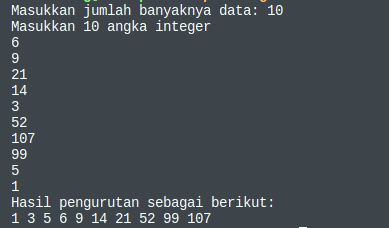 Masukkan jumlah banyaknya data: 10
Masukkan 10 angka integer
6
9
21
14
3
52
107
99
5
1
Hasil pengurutan sebagai berikut:
1 3 5 6 9 14 21 52 99 107